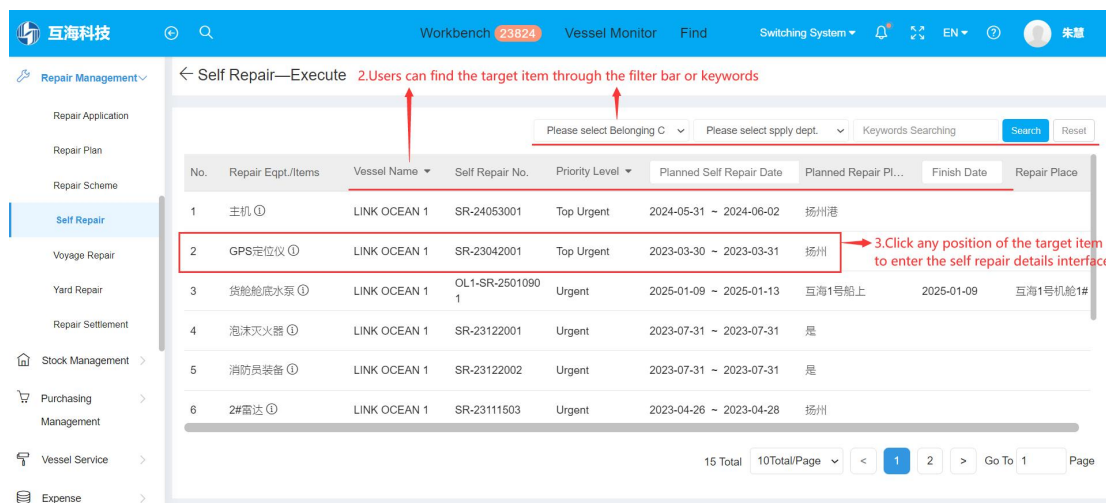 互海科技
Workbench 23824 Vessel Monitor Find Switching System EN 朱慧
Repair Management
Repair Application
Repair Plan
Repair Scheme
Self Repair
Voyage Repair
Yard Repair
Repair Settlement
Stock Management
Purchasing
Management
Vessel Service
Expense
Self Repair—Execute 2.Users can find the target item through the filter bar or keywords
Please select Belonging C Please select spply dept. Keywords Searching Search Reset
No. Repair Eqpt./Items Vessel Name Self Repair No. Priority Level Planned Self Repair Date Planned Repair Pl... Finish Date Repair Place
1 主机 LINK OCEAN 1 SR-24053001 Top Urgent 2024-05-31 ~ 2024-06-02 扬州港
2 GPS定位仪 LINK OCEAN 1 SR-23042001 Top Urgent 2023-03-30 ~ 2023-03-31 扬州
3.Click any position of the target item
to enter the self repair details interface
3 货舱舱底水泵 LINK OCEAN 1 OL1-SR-2501090
1 Urgent 2025-01-09 ~ 2025-01-13 互海1号船上 2025-01-09 互海1号机舱1#
4 泡沫灭火器 LINK OCEAN 1 SR-23122001 Urgent 2023-07-31 ~ 2023-07-31 是
5 消防员装备 LINK OCEAN 1 SR-23122002 Urgent 2023-07-31 ~ 2023-07-31 是
6 2#雷达 LINK OCEAN 1 SR-23111503 Urgent 2023-04-26 ~ 2023-04-28 扬州
15 Total 10Total/Page < 1 2 > Go To 1 Page